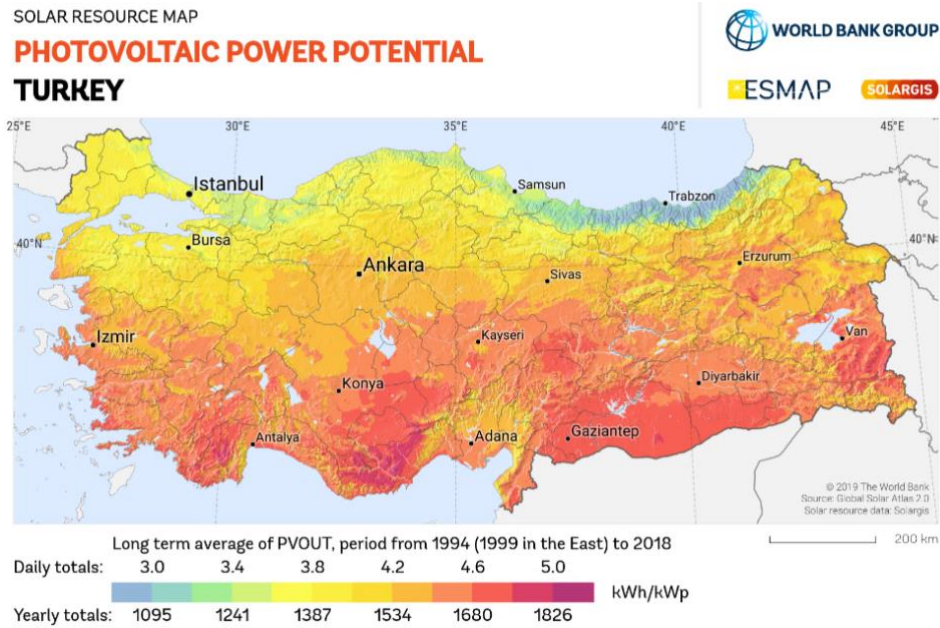 SOLAR RESOURCE MAP
PHOTOVOLTAIC POWER POTENTIAL
TURKEY
WORLD BANK GROUP
ESMAP
SOLARGIS
25°E 30°E 35°E 40°E 45°E
Istanbul
Samsun
Trabzon
40°N
Bursa
40°N
Ankara
Erzurum
Sivas
Izmir
Kayseri
Van
Konya
Diyarbakir
Antalya
Adana
Gaziantep
© 2019 The World Bank
Source: Global Solar Atlas 2.0
Solar resource data: Solargis
Long term average of PVOUT, period from 1994 (1999 in the East) to 2018
200 km
Daily totals: 3.0 3.4 3.8 4.2 4.6 5.0
kWh/kWp
Yearly totals: 1095 1241 1387 1534 1680 1826